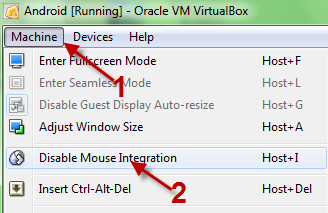 Android [Running] - Oracle VM VirtualBox
Machine Devices Help
1
Enter Fullscreen Mode Host+F
Enter Seamless Mode Host+L
Disable Guest Display Auto-resize Host+G
Adjust Window Size Host+A
Disable Mouse Integration Host+I
2
Insert Ctrl-Alt-Del Host+Del